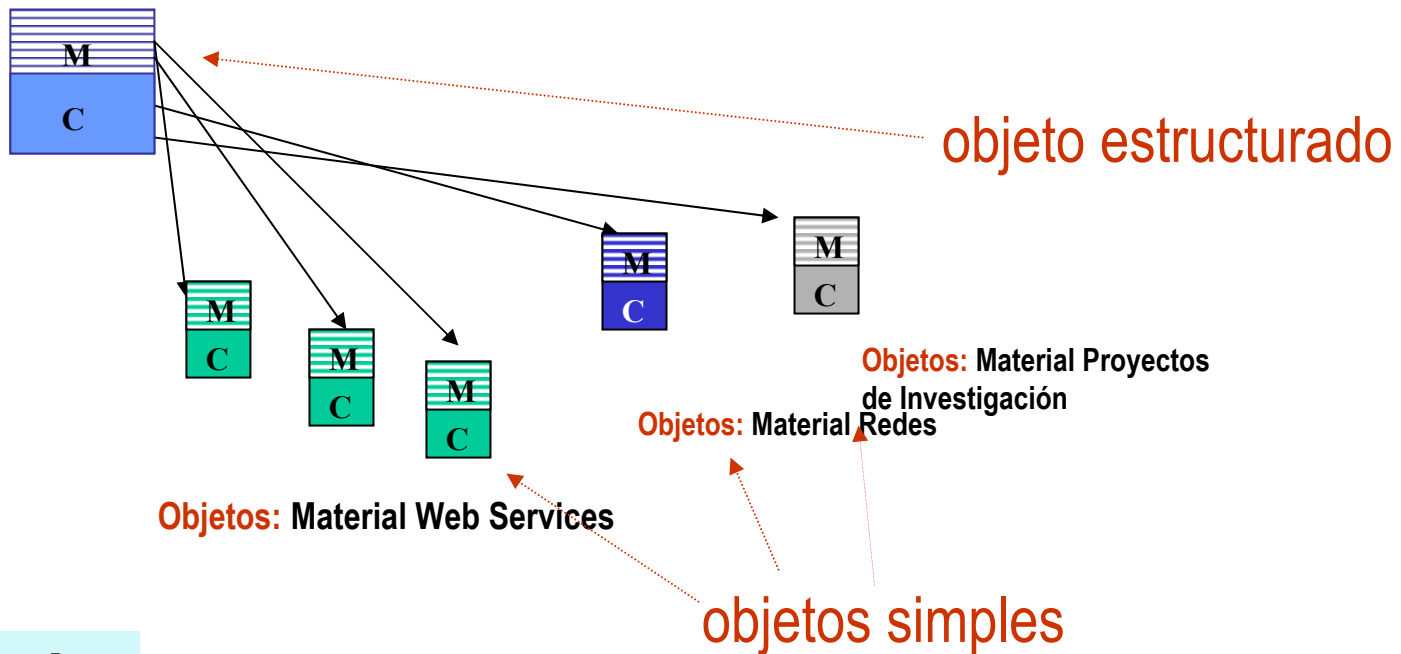 M
C
objeto estructurado
M
C
M
C
M
C
M
C
M
C
Objetos: Material Proyectos
de Investigación
Objetos: Material Redes
Objetos: Material Web Services
objetos simples